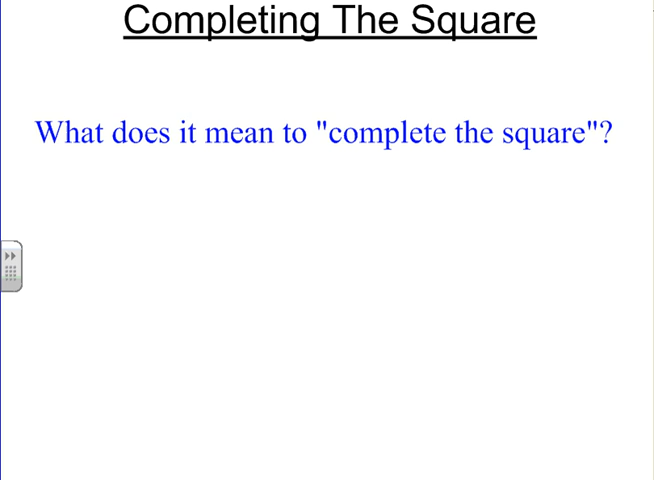 Completing The Square
What does it mean to "complete the square"?